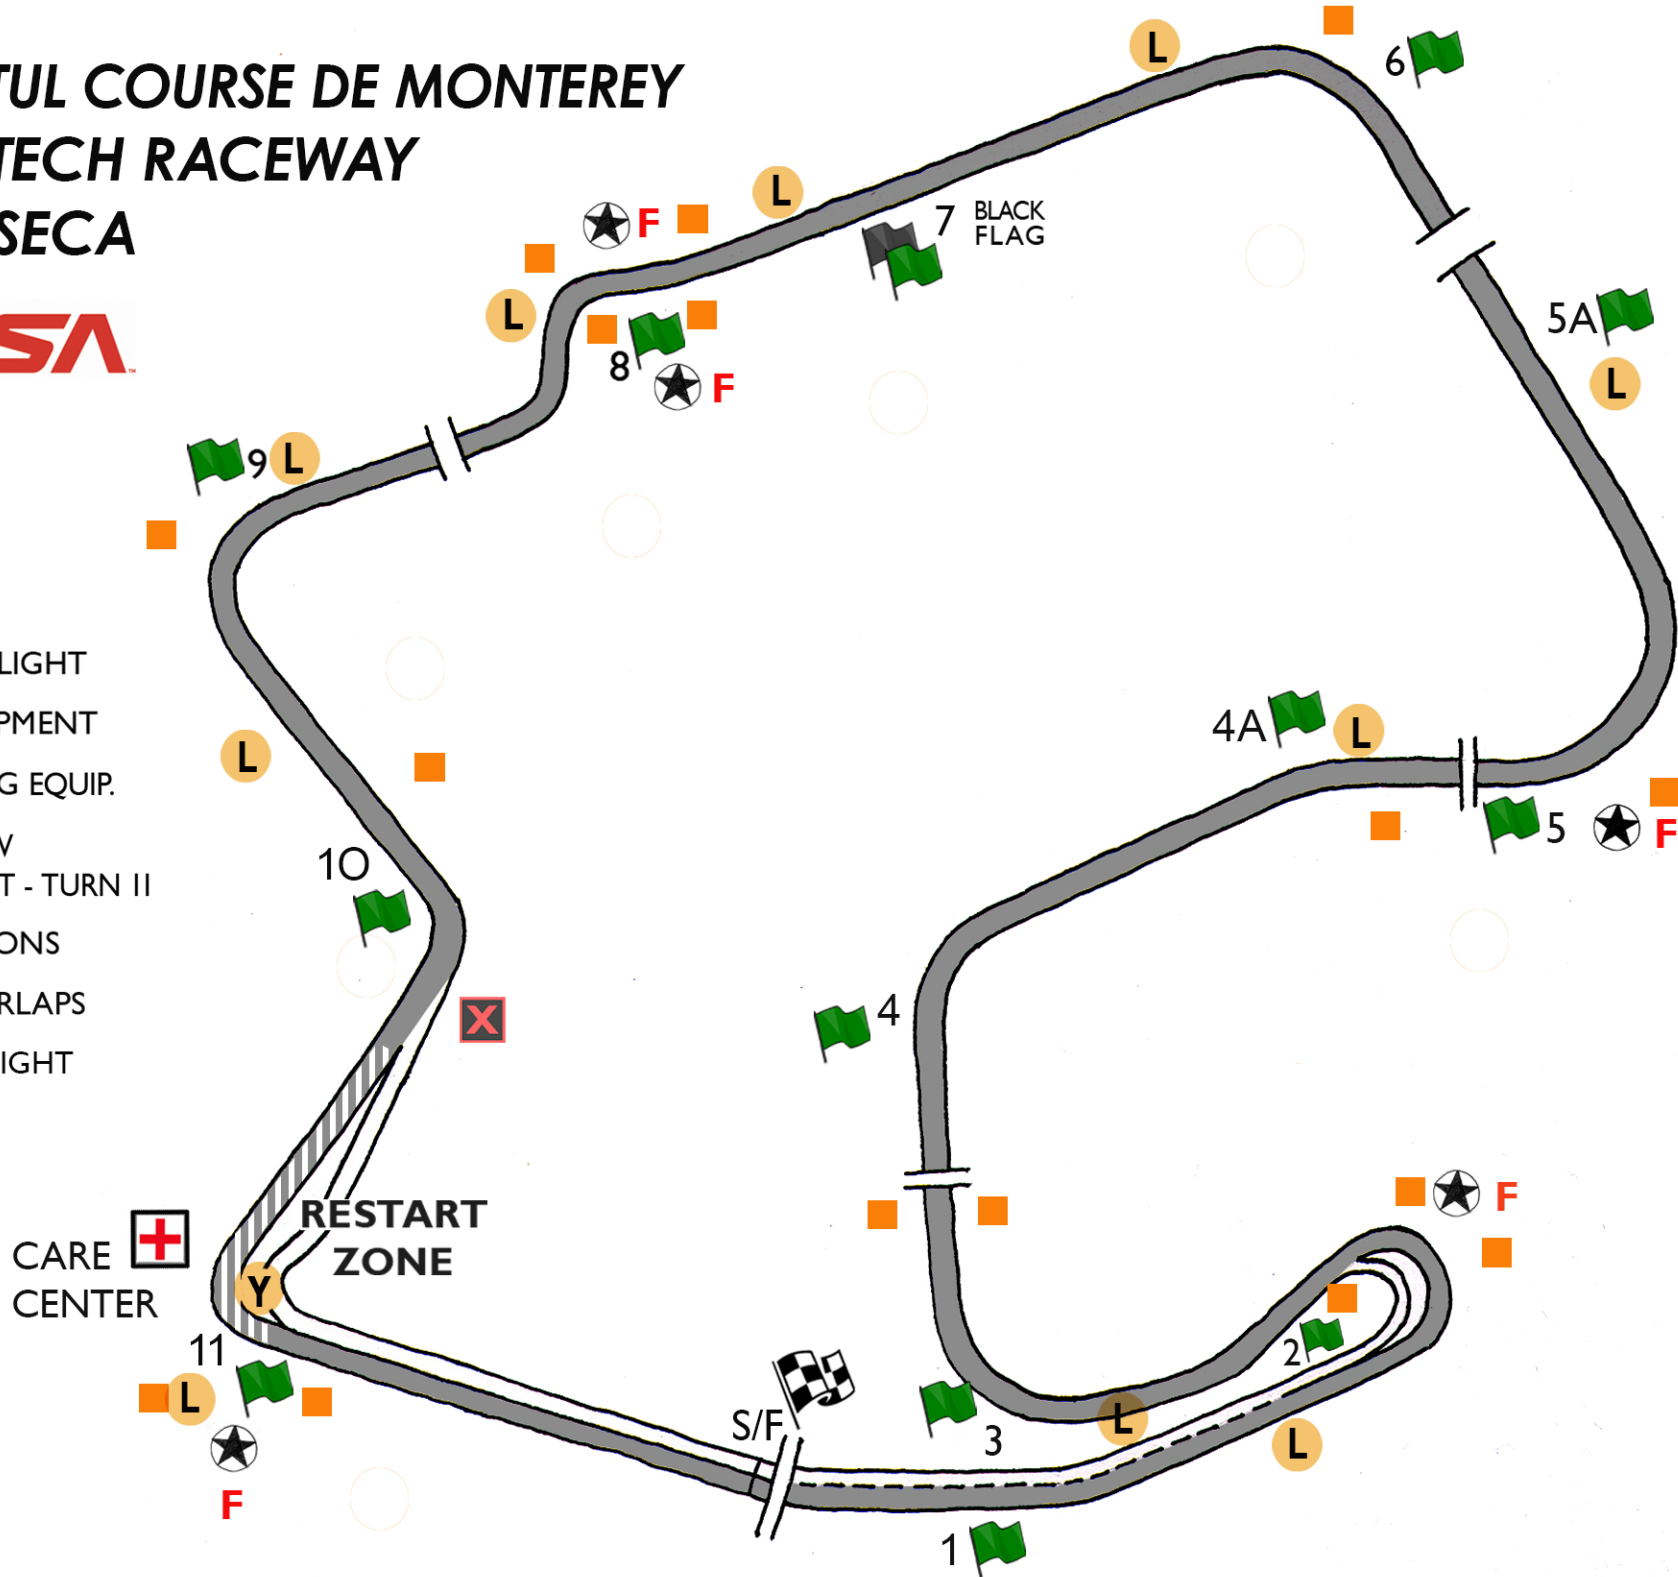 TUL COURSE DE MONTEREY
TECH RACEWAY
SECA
SA
LIGHT
PMENT
G EQUIP.
W
T - TURN II
ONS
RLAPS
IGHT
L
6
L
7 BLACK
FLAG
F
L
8
F
5A
L
9 L
4A L
5
F
L
10
4
X
RESTART
ZONE
CARE
CENTER
Y
11
L
F
S/F
3
L
2
L
F
1